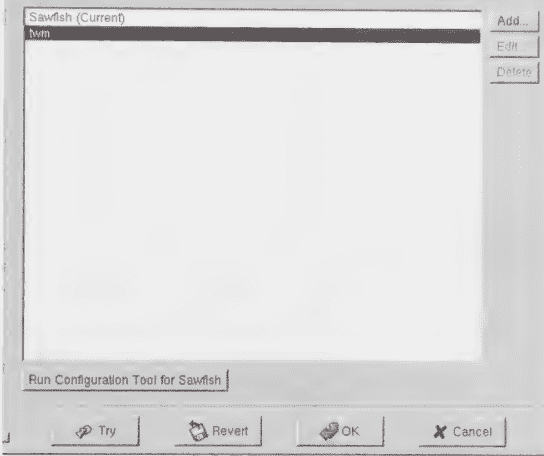 Sawfish (Current)
twm
Add...
Edit...
Delete
Run Configuration Tool for Sawfish
Try
Revert
OK
Cancel